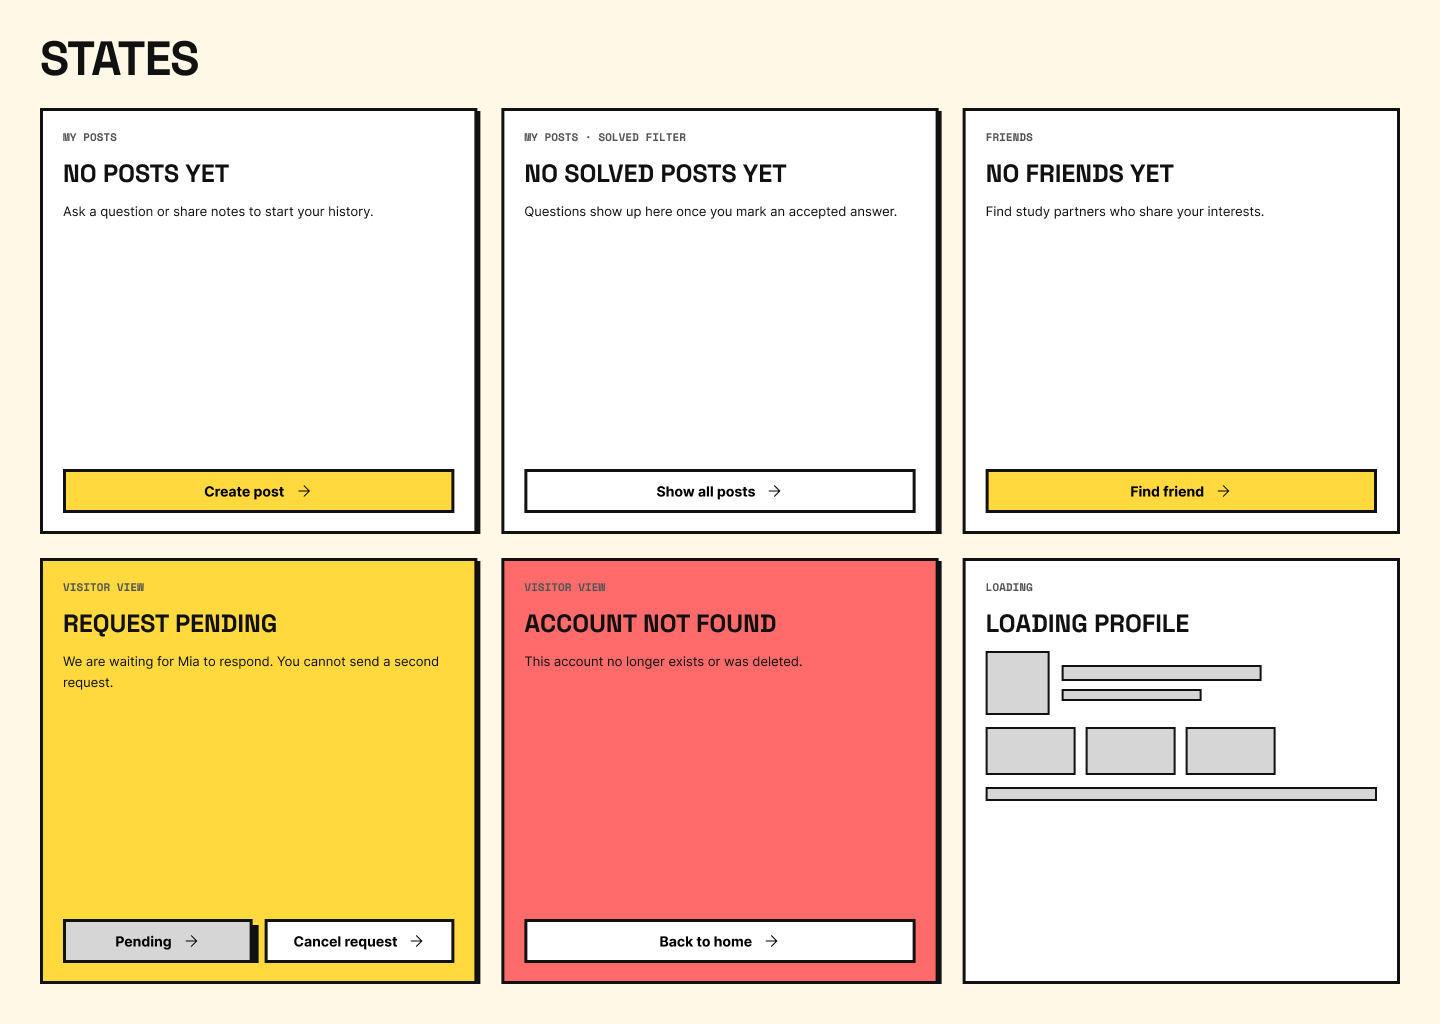 STATES
MY POSTS
NO POSTS YET
Ask a question or share notes to start your history.
Create post →
MY POSTS · SOLVED FILTER
NO SOLVED POSTS YET
Questions show up here once you mark an accepted answer.
Show all posts →
FRIENDS
NO FRIENDS YET
Find study partners who share your interests.
Find friend →
VISITOR VIEW
REQUEST PENDING
We are waiting for Mia to respond. You cannot send a second
request.
Pending →
Cancel request →
VISITOR VIEW
ACCOUNT NOT FOUND
This account no longer exists or was deleted.
Back to home →
LOADING
LOADING PROFILE